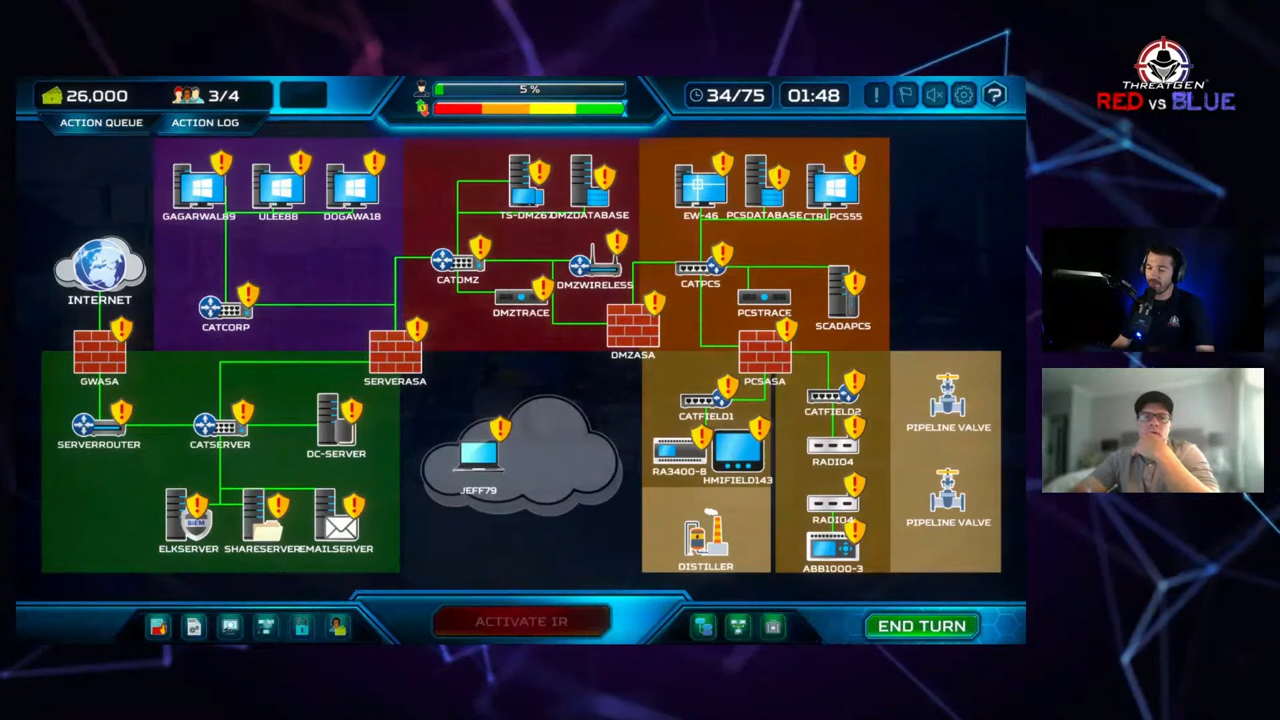 26,000
3/4
5 %
34/75
01:48
THREATGEN
RED vs BLUE
ACTION QUEUE
ACTION LOG
GAGARWAL89
ULEE88
DOGAWA18
DMZDATABASE
EW-46
PCSDATABASE
CTRLPCS55
INTERNET
CATCORP
CATDMZ
DMZWIRELESS
CATPCS
DMZTRACE
PCSTRACE
SCADAPCS
DMZASA
GWASA
SERVERASA
PCSASA
SERVERROUTER
CATSERVER
DC-SERVER
CATFIELD1
CATFIELD2
PIPELINE VALVE
RA3400-8
HMIFIELD143
RADIO4
JEFF79
SIEM
RADIO4
PIPELINE VALVE
ELKSERVER
SHARESERVER
EMAILSERVER
DISTILLER
ABB1000-3
ACTIVATE IR
END TURN